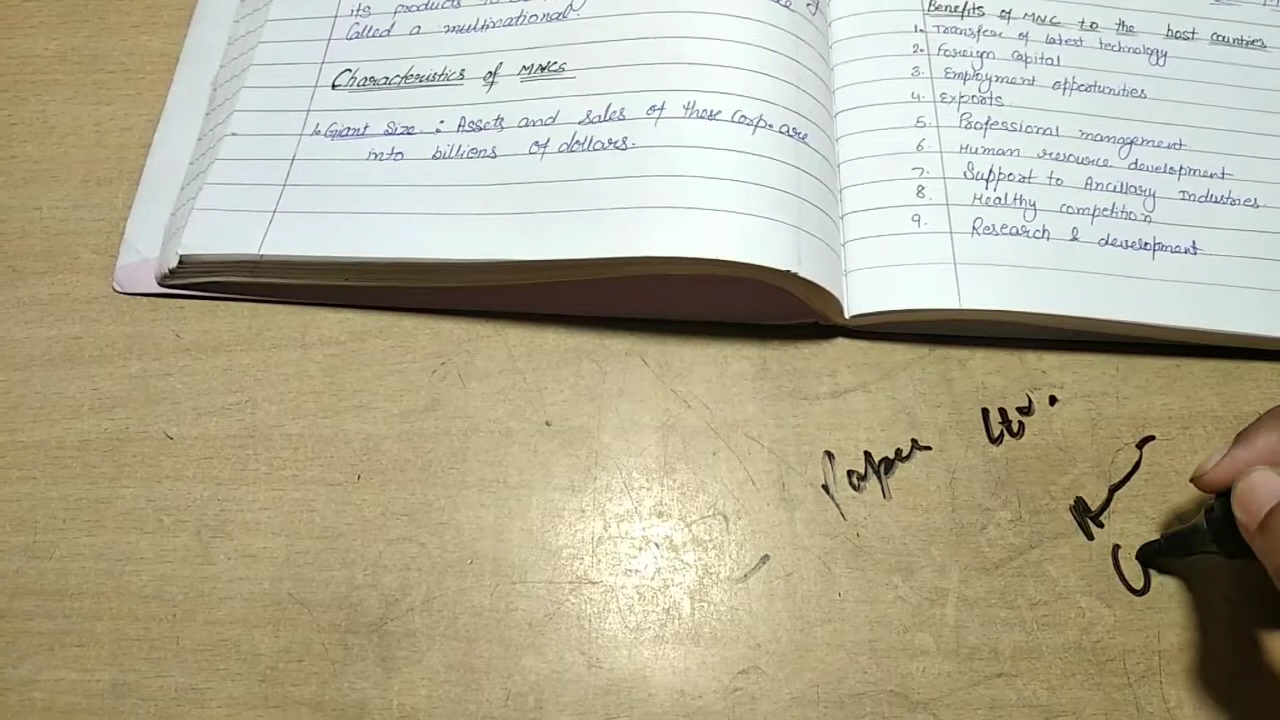 its products
called a multinational.
Characteristics of MNCs
1. Giant Size : Assets and sales of these corp. are
into billions of dollars.
Benefits of MNC to the host countries
1. Transfear of latest technology
2. Foreign capital
3. Employment opportunities
4. Exports
5. Professional management
6. Human resource development
7. Support to Ancillary Industries
8. Healthy competition
9. Research & development
Paper